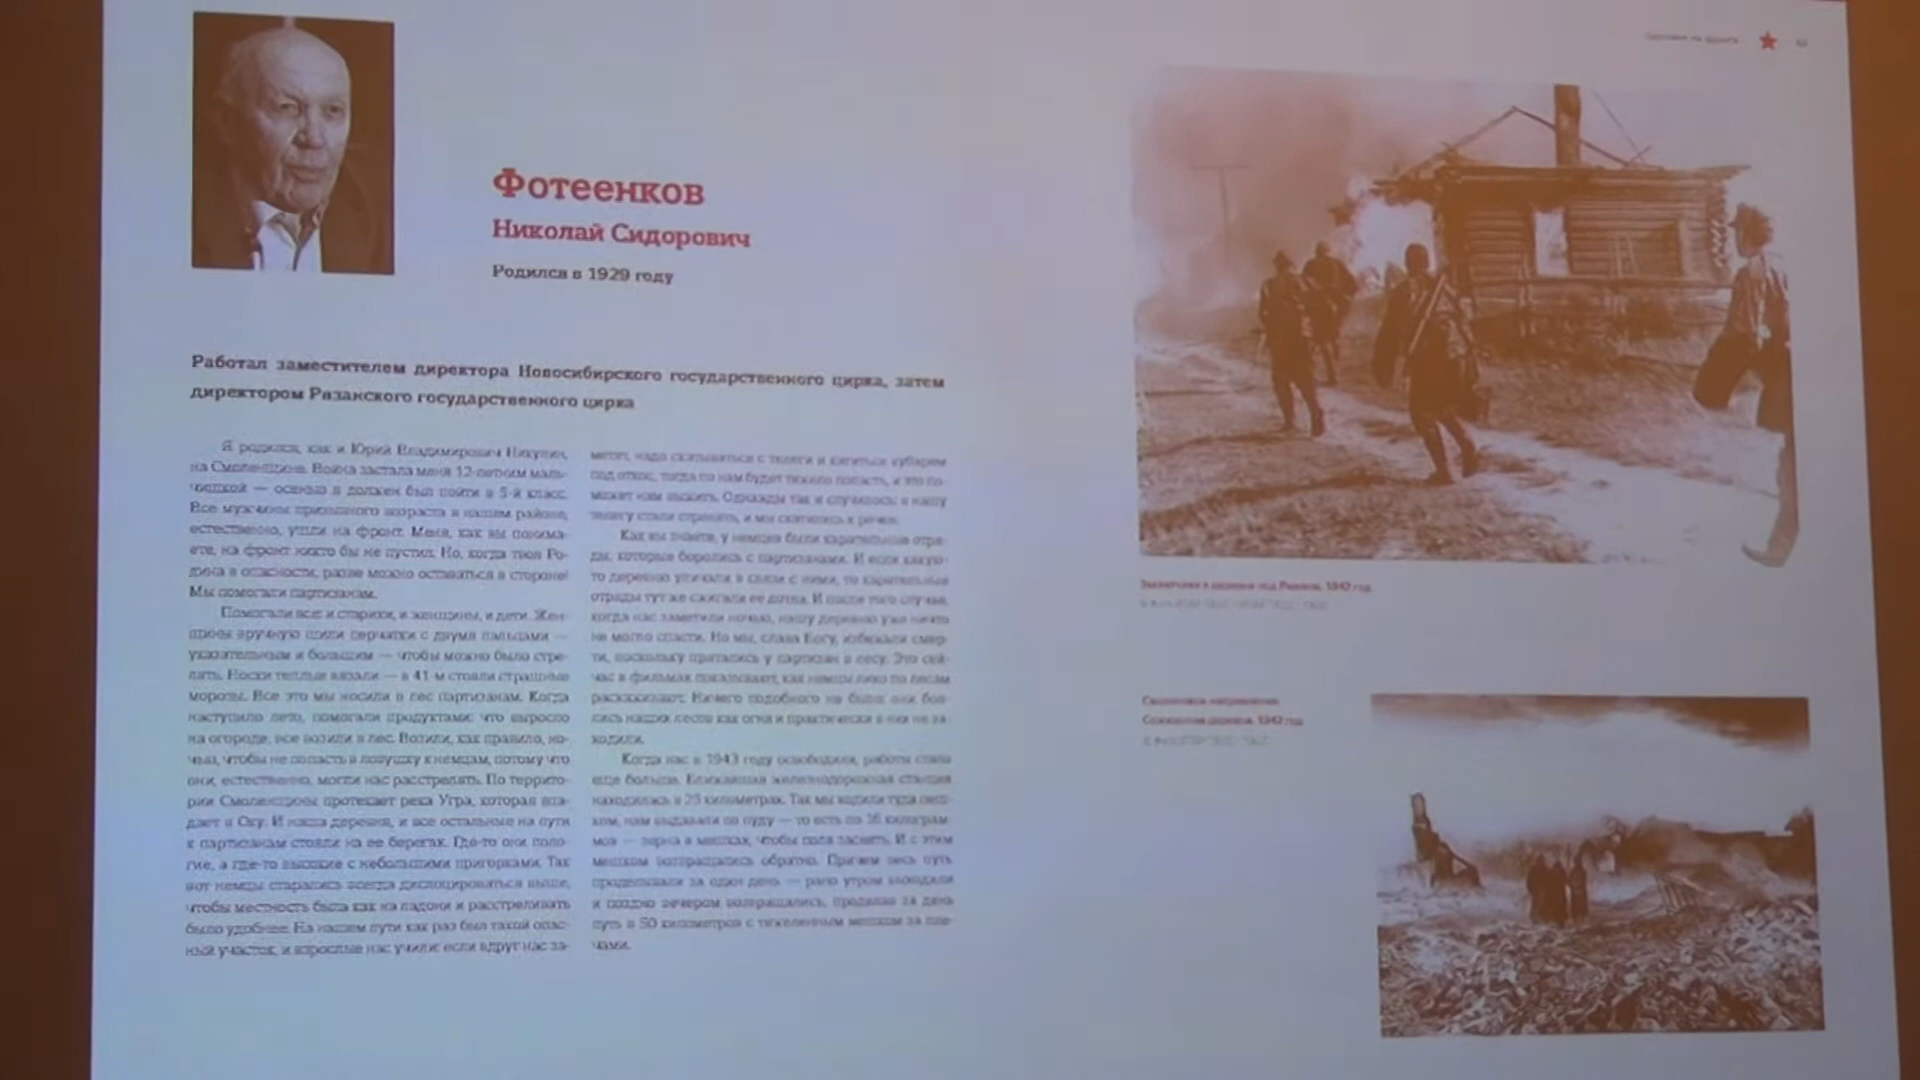 Фотеенков
Николай Сидорович
Родился в 1929 году
Работал заместителем директора Новосибирского государственного цирка, затем
директором Рязанского государственного цирка
Я родился, как и Юрий Владимирович Никулин,
на Смоленщине. Война застала меня 12-летним маль-
чишкой — осенью я должен был пойти в 5-й класс.
Все мужчины призывного возраста в нашем районе,
естественно, ушли на фронт. Меня, как вы понима-
ете, на фронт никто бы не пустил. Но, когда твоя Ро-
дина в опасности, разве можно оставаться в стороне!
Мы помогали партизанам.
Помогали все: и старики, и женщины, и дети. Жен-
щины вручную шили перчатки с двумя пальцами —
указательным и большим — чтобы можно было стре-
лять. Носки теплые вязали — в 41-м стояли страшные
морозы. Все это мы носили в лес партизанам. Когда
наступило лето, помогали продуктами: что выросло
на огороде, все возили в лес. Возили, как правило, но-
чью, чтобы не попасть в ловушку к немцам, потому что
они, естественно, могли нас расстрелять. По террито-
рии Смоленщины протекает река Угра, которая впа-
дает в Оку. И наша деревня, и все остальные на пути
к партизанам стояли на ее берегах. Где-то они поло-
гие, а где-то высокие с небольшими пригорками. Так
вот немцы старались всегда дислоцироваться выше,
чтобы местность была как на ладони и расстреливать
было удобнее. На нашем пути как раз был такой опас-
ный участок, и взрослые нас учили: если вдруг нас за-
метят, надо скатываться с телеги и катиться кубарем
под откос, тогда по нам будет тяжело попасть, и это по-
может нам выжить. Однажды так и случилось: в нашу
телегу стали стрелять, и мы скатились к речке.
Как вы знаете, у немцев были карательные отря-
ды, которые боролись с партизанами. И если какую-
то деревню уличали в связи с ними, то карательные
отряды тут же сжигали ее дотла. И после того случая,
когда нас заметили ночью, нашу деревню уже ничто
не могло спасти. Но мы, слава Богу, избежали смер-
ти, поскольку прятались у партизан в лесу. Это сей-
час в фильмах показывают, как немцы лихо по лесам
расхаживают. Ничего подобного не было: они боя-
лись наших лесов как огня и практически в них не за-
ходили.
Когда нас в 1943 году освободили, работы стало
еще больше. Ближайшая железнодорожная станция
находилась в 25 километрах. Так мы ходили туда пеш-
ком, нам выдавали по пуду — то есть по 16 килограм-
мов — зерна в мешках, чтобы поля засеять. И с этим
мешком возвращались обратно. Причем весь путь
проделывали за один день — рано утром выходили
и поздно вечером возвращались, проделав за день
путь в 50 километров с тяжеленным мешком за пле-
чами.
1942 год
Сожженная деревня. 1942 год